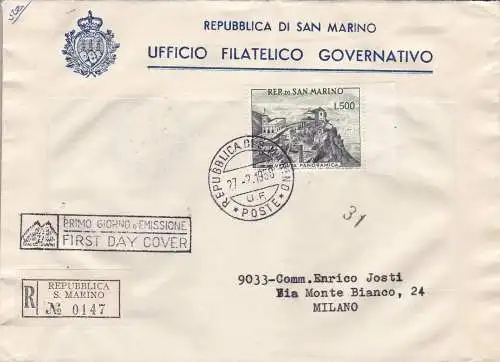 REPUBBLICA DI SAN MARINO
UFFICIO FILATELICO GOVERNATIVO
REP. DI SAN MARINO
L.500
VEDUTA PANORAMICA
REPUBBLICA DI S. MARINO
27.-2.1958
U.F.
* POSTE *
31
PRIMO GIORNO D'EMISSIONE
FIRST DAY COVER
R
REPUBBLICA
S. MARINO
№ 0147
9033-Comm. Enrico Josti
Via Monte Bianco, 24
MILANO